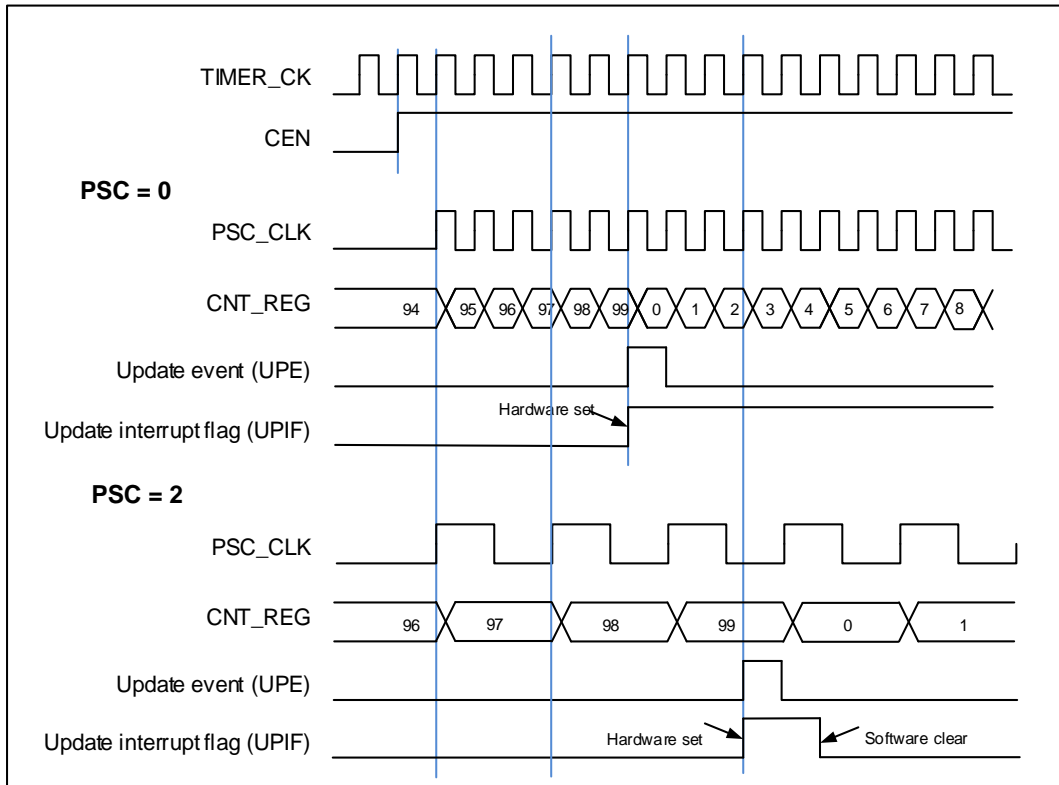 TIMER_CK
CEN
PSC = 0
PSC_CLK
CNT_REG 94 95 96 97 98 99 0 1 2 3 4 5 6 7 8
Update event (UPE)
Hardware set
Update interrupt flag (UPIF)
PSC = 2
PSC_CLK
CNT_REG 96 97 98 99 0 1
Update event (UPE)
Update interrupt flag (UPIF) Hardware set Software clear